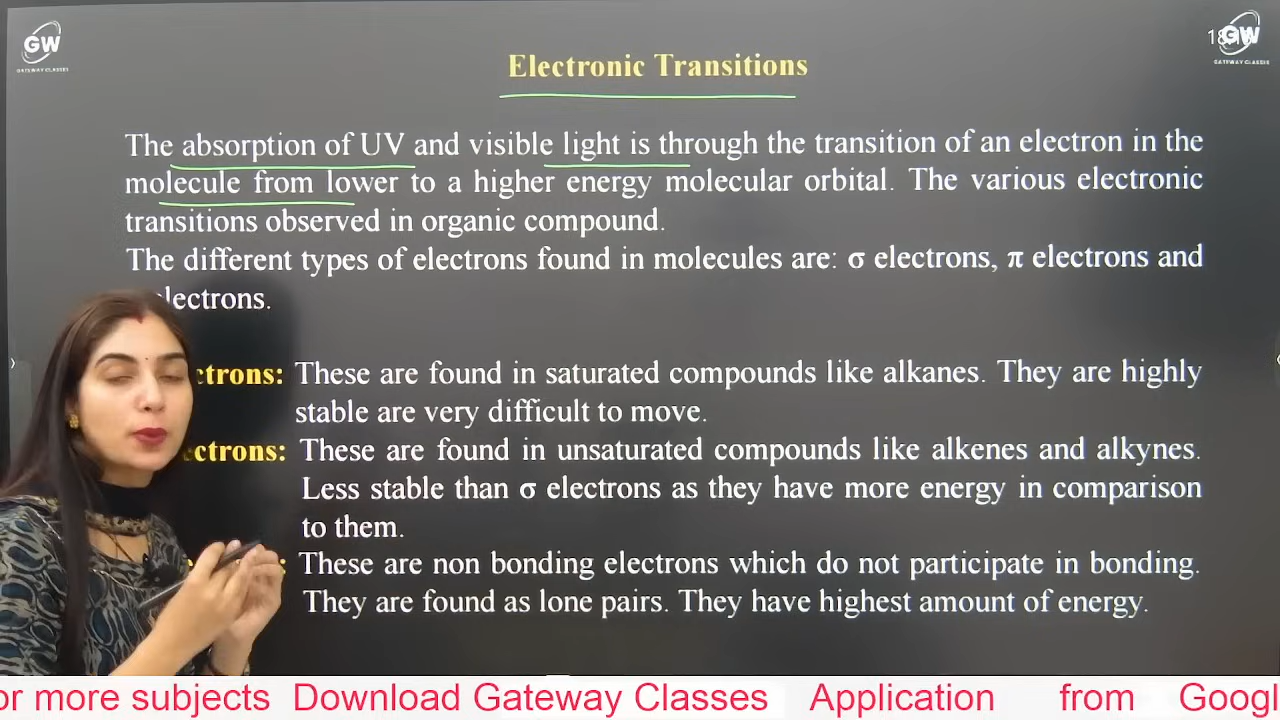 GW
GATEWAY CLASSES
GW
GATEWAY CLASSES
Electronic Transitions
The absorption of UV and visible light is through the transition of an electron in the
molecule from lower to a higher energy molecular orbital. The various electronic
transitions observed in organic compound.
The different types of electrons found in molecules are: σ electrons, π electrons and
lectrons.
ctrons: These are found in saturated compounds like alkanes. They are highly
stable are very difficult to move.
ctrons: These are found in unsaturated compounds like alkenes and alkynes.
Less stable than σ electrons as they have more energy in comparison
to them.
: These are non bonding electrons which do not participate in bonding.
They are found as lone pairs. They have highest amount of energy.
or more subjects Download Gateway Classes Application from Googl